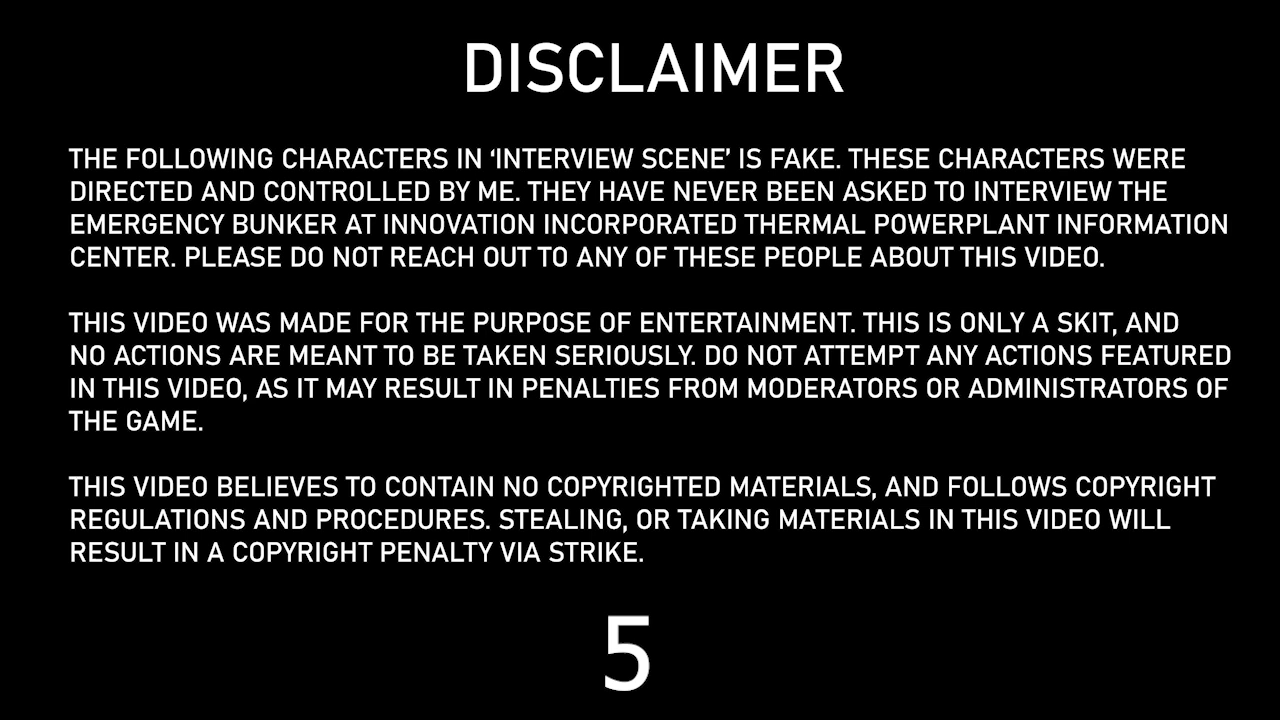 DISCLAIMER
THE FOLLOWING CHARACTERS IN ‘INTERVIEW SCENE’ IS FAKE. THESE CHARACTERS WERE
DIRECTED AND CONTROLLED BY ME. THEY HAVE NEVER BEEN ASKED TO INTERVIEW THE
EMERGENCY BUNKER AT INNOVATION INCORPORATED THERMAL POWERPLANT INFORMATION
CENTER. PLEASE DO NOT REACH OUT TO ANY OF THESE PEOPLE ABOUT THIS VIDEO.
THIS VIDEO WAS MADE FOR THE PURPOSE OF ENTERTAINMENT. THIS IS ONLY A SKIT, AND
NO ACTIONS ARE MEANT TO BE TAKEN SERIOUSLY. DO NOT ATTEMPT ANY ACTIONS FEATURED
IN THIS VIDEO, AS IT MAY RESULT IN PENALTIES FROM MODERATORS OR ADMINISTRATORS OF
THE GAME.
THIS VIDEO BELIEVES TO CONTAIN NO COPYRIGHTED MATERIALS, AND FOLLOWS COPYRIGHT
REGULATIONS AND PROCEDURES. STEALING, OR TAKING MATERIALS IN THIS VIDEO WILL
RESULT IN A COPYRIGHT PENALTY VIA STRIKE.
5